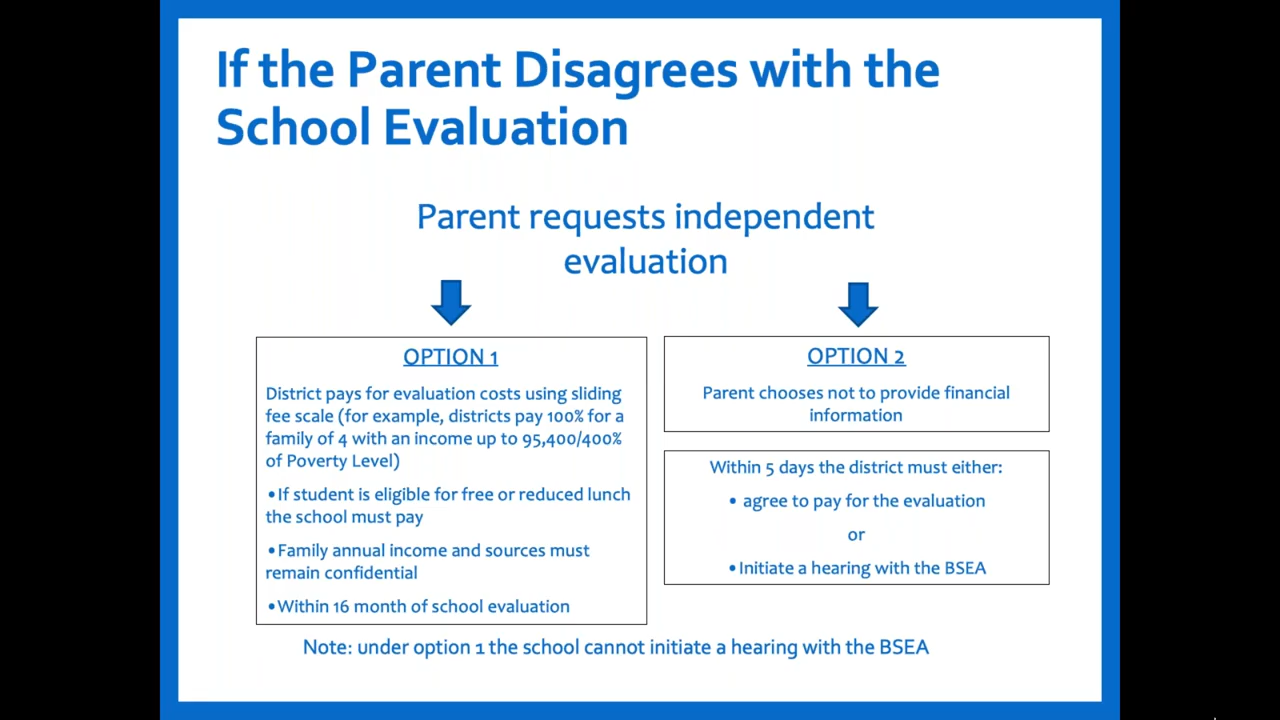 If the Parent Disagrees with the
School Evaluation
Parent requests independent
evaluation
OPTION 1
District pays for evaluation costs using sliding
fee scale (for example, districts pay 100% for a
family of 4 with an income up to 95,400/400%
of Poverty Level)
•If student is eligible for free or reduced lunch
the school must pay
•Family annual income and sources must
remain confidential
•Within 16 month of school evaluation
OPTION 2
Parent chooses not to provide financial
information
Within 5 days the district must either:
• agree to pay for the evaluation
or
•Initiate a hearing with the BSEA
Note: under option 1 the school cannot initiate a hearing with the BSEA